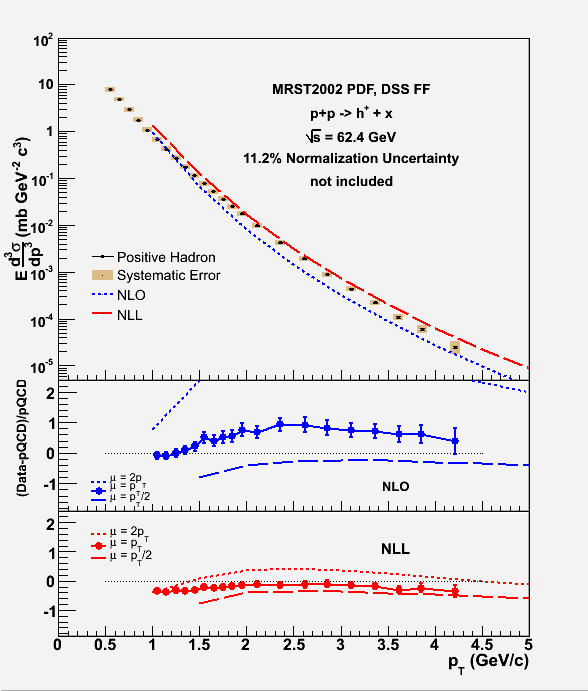 10²
10
1
10⁻¹
10⁻²
10⁻³
10⁻⁴
10⁻⁵
E d³σ/dp³ (mb GeV⁻² c³)
MRST2002 PDF, DSS FF
p+p -> h⁺ + x
√s = 62.4 GeV
11.2% Normalization Uncertainty
not included
Positive Hadron
Systematic Error
NLO
NLL
(Data-pQCD)/pQCD
2
1
0
-1
μ = 2p_T
μ = p_T
μ = p_T/2
NLO
2
1
0
-1
μ = 2p_T
μ = p_T
μ = p_T/2
NLL
0 0.5 1 1.5 2 2.5 3 3.5 4 4.5 5
p_T (GeV/c)